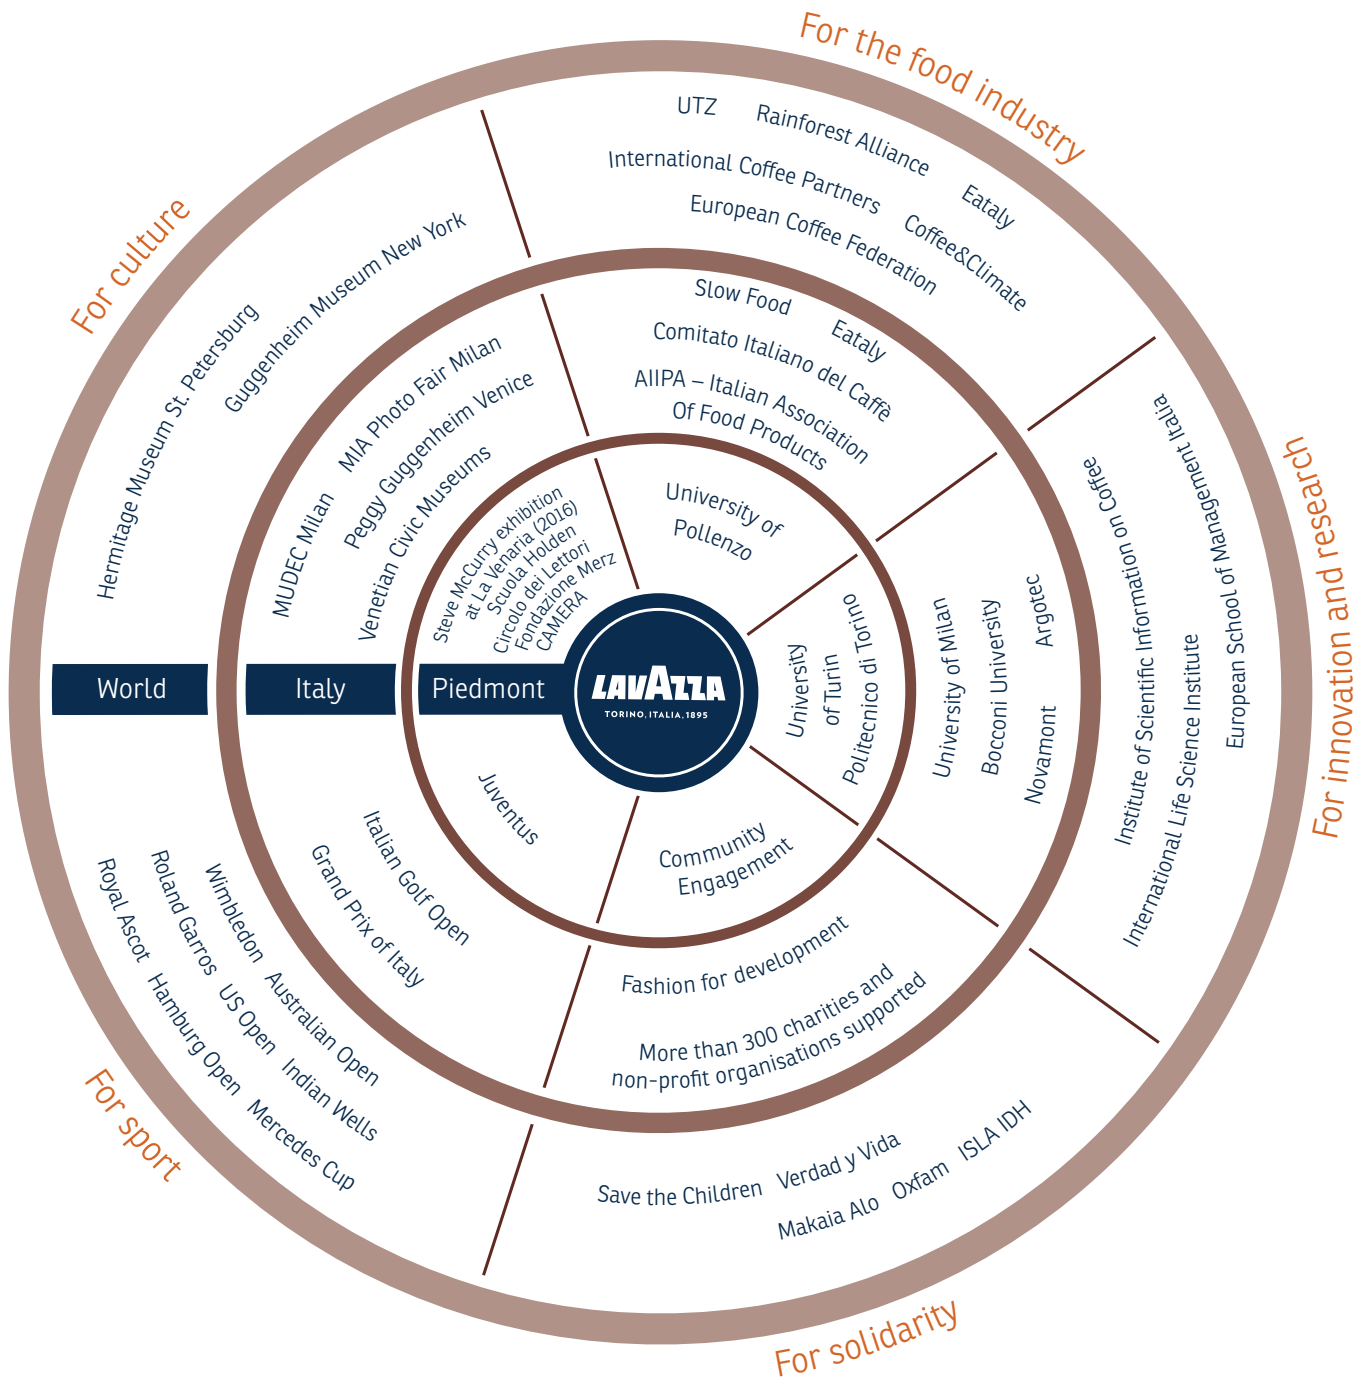 For the food industry
UTZ
Rainforest Alliance
Eataly
International Coffee Partners
Coffee&Climate
European Coffee Federation
Slow Food
Eataly
Comitato Italiano del Caffè
AIIPA – Italian Association
Of Food Products
University of
Pollenzo
For culture
Hermitage Museum St. Petersburg
Guggenheim Museum New York
MUDEC Milan
MIA Photo Fair Milan
Peggy Guggenheim Venice
Venetian Civic Museums
Steve McCurry exhibition
at La Venaria (2016)
Scuola Holden
Circolo dei Lettori
Fondazione Merz
CAMERA
World
Italy
Piedmont
LAVAZZA
TORINO, ITALIA, 1895
For innovation and research
University
of Turin
Politecnico di Torino
University of Milan
Bocconi University
Argotec
Novamont
Institute of Scientific Information on Coffee
International Life Science Institute
European School of Management Italia
For sport
Juventus
Italian Golf Open
Grand Prix of Italy
Wimbledon
Australian Open
Roland Garros
US Open
Indian Wells
Royal Ascot
Hamburg Open
Mercedes Cup
For solidarity
Community
Engagement
Fashion for development
More than 300 charities and
non-profit organisations supported
Save the Children
Verdad y Vida
ISLA IDH
Makaia Alo
Oxfam